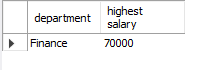 department highest
salary
Finance 70000